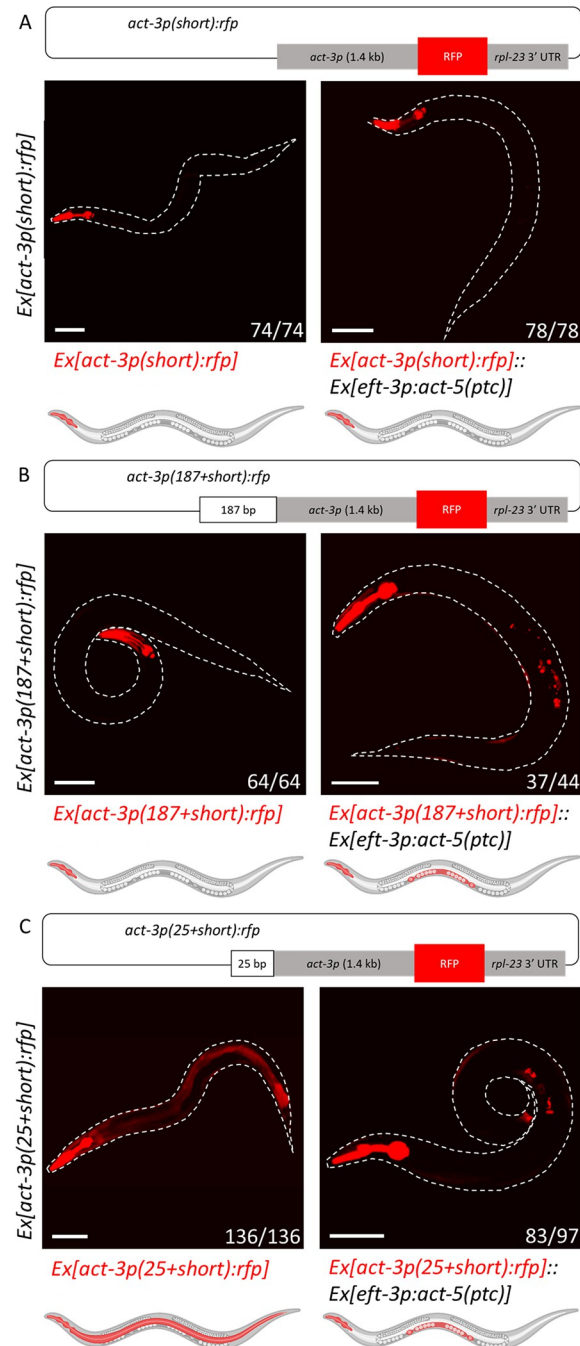 A
act-3p(short):rfp
act-3p (1.4 kb) RFP rpl-23 3' UTR
Ex[act-3p(short):rfp]
74/74 78/78
Ex[act-3p(short):rfp] Ex[act-3p(short):rfp]::
Ex[eft-3p:act-5(ptc)]
B
act-3p(187+short):rfp
187 bp act-3p (1.4 kb) RFP rpl-23 3' UTR
Ex[act-3p(187+short):rfp]
64/64 37/44
Ex[act-3p(187+short):rfp] Ex[act-3p(187+short):rfp]::
Ex[eft-3p:act-5(ptc)]
C
act-3p(25+short):rfp
25 bp act-3p (1.4 kb) RFP rpl-23 3' UTR
Ex[act-3p(25+short):rfp]
136/136 83/97
Ex[act-3p(25+short):rfp] Ex[act-3p(25+short):rfp]::
Ex[eft-3p:act-5(ptc)]